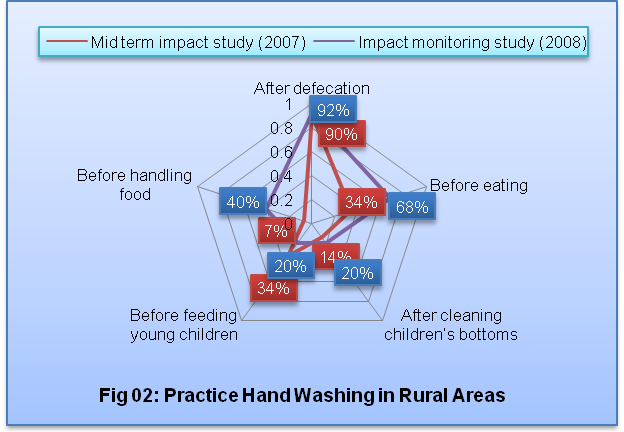 Mid term impact study (2007) Impact monitoring study (2008)
After defecation
1
92%
0.8
90%
0.6
Before handling
food
0.4
Before eating
40%
0.2
34%
68%
0
7%
14%
20%
20%
34%
Before feeding
young children
After cleaning
children's bottoms
Fig 02: Practice Hand Washing in Rural Areas